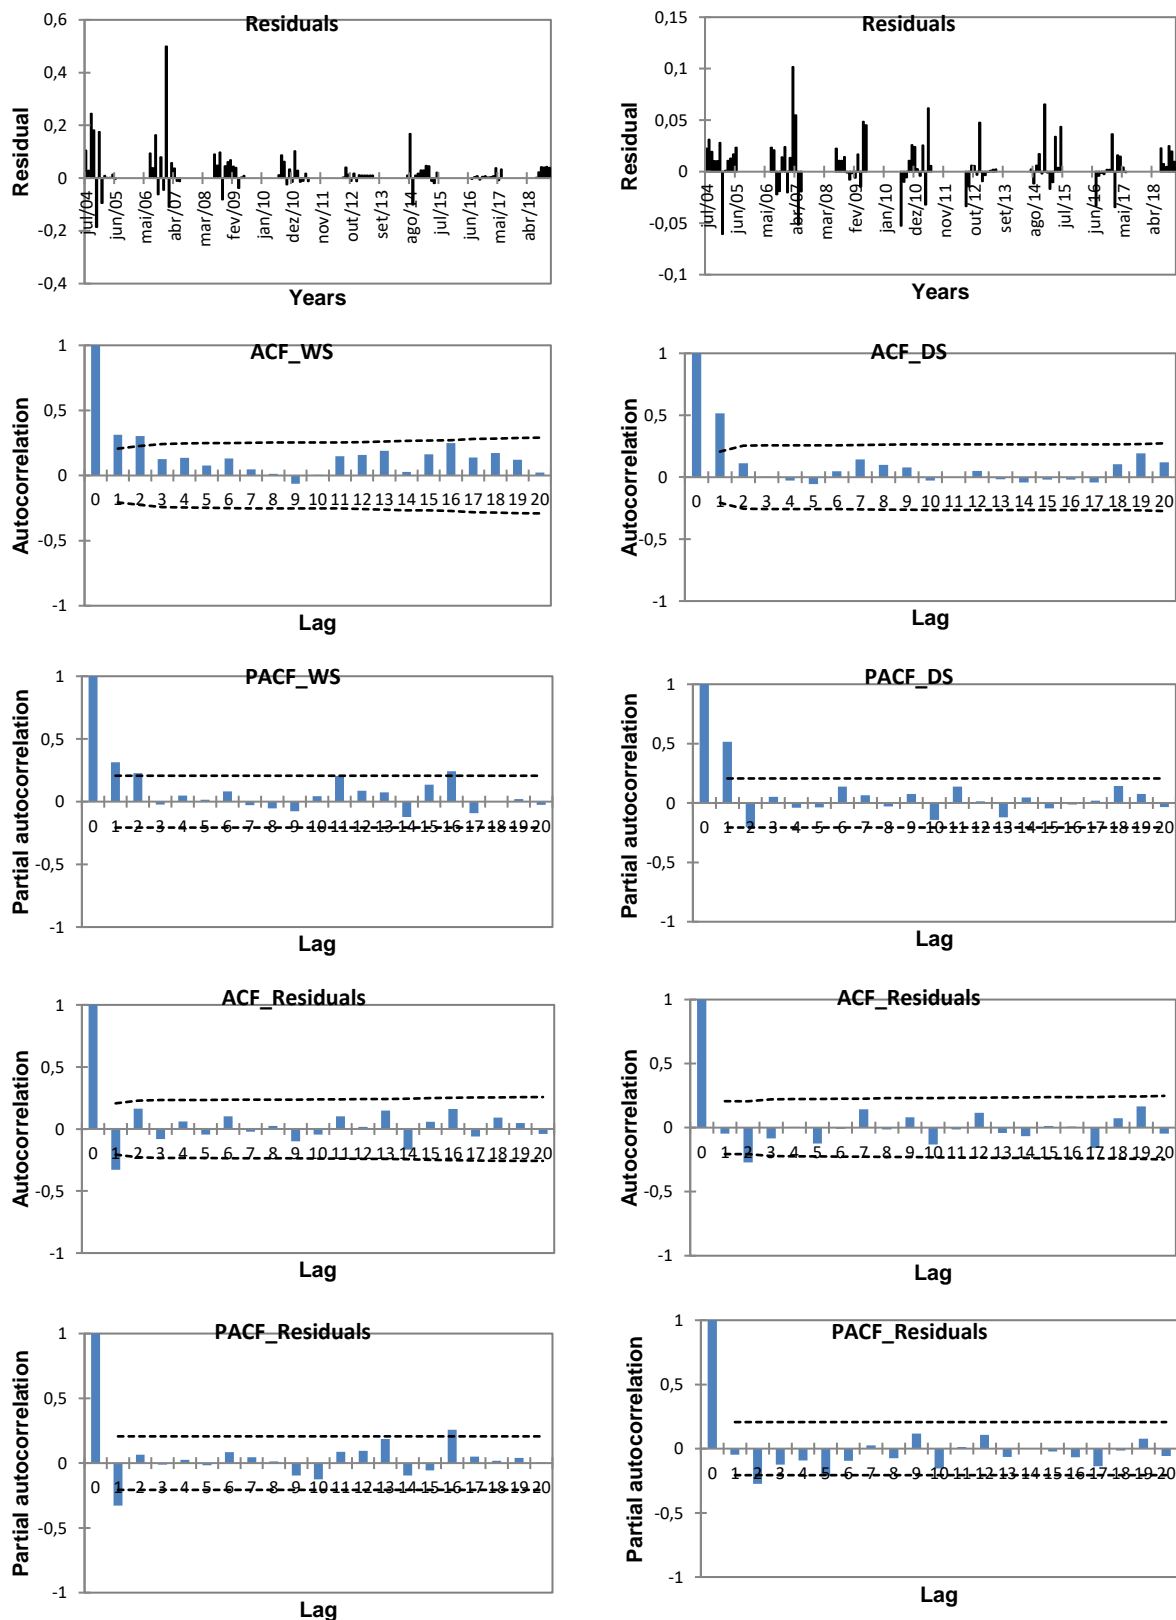 Residuals
0,6
0,4
0,2
0
-0,2
-0,4
Residual
jul/04
jun/05
mai/06
abr/07
mar/08
fev/09
jan/10
dez/10
nov/11
out/12
set/13
ago/14
jul/15
jun/16
mai/17
abr/18
Years
Residuals
0,15
0,1
0,05
0
-0,05
-0,1
Residual
jul/04
jun/05
mai/06
abr/07
mar/08
fev/09
jan/10
dez/10
nov/11
out/12
set/13
ago/14
jul/15
jun/16
mai/17
abr/18
Years
ACF_WS
1
0,5
0
-0,5
-1
Autocorrelation
0 1 2 3 4 5 6 7 8 9 10 11 12 13 14 15 16 17 18 19 20
Lag
ACF_DS
1
0,5
0
-0,5
-1
Autocorrelation
0 1 2 3 4 5 6 7 8 9 10 11 12 13 14 15 16 17 18 19 20
Lag
PACF_WS
1
0,5
0
-0,5
-1
Partial autocorrelation
0 1 2 3 4 5 6 7 8 9 10 11 12 13 14 15 16 17 18 19 20
Lag
PACF_DS
1
0,5
0
-0,5
-1
Partial autocorrelation
0 1 2 3 4 5 6 7 8 9 10 11 12 13 14 15 16 17 18 19 20
Lag
ACF_Residuals
1
0,5
0
-0,5
-1
Autocorrelation
0 1 2 3 4 5 6 7 8 9 10 11 12 13 14 15 16 17 18 19 20
Lag
ACF_Residuals
1
0,5
0
-0,5
-1
Autocorrelation
0 1 2 3 4 5 6 7 8 9 10 11 12 13 14 15 16 17 18 19 20
Lag
PACF_Residuals
1
0,5
0
-0,5
-1
Partial autocorrelation
0 1 2 3 4 5 6 7 8 9 10 11 12 13 14 15 16 17 18 19 20
Lag
PACF_Residuals
1
0,5
0
-0,5
-1
Partial autocorrelation
0 1 2 3 4 5 6 7 8 9 10 11 12 13 14 15 16 17 18 19 20
Lag